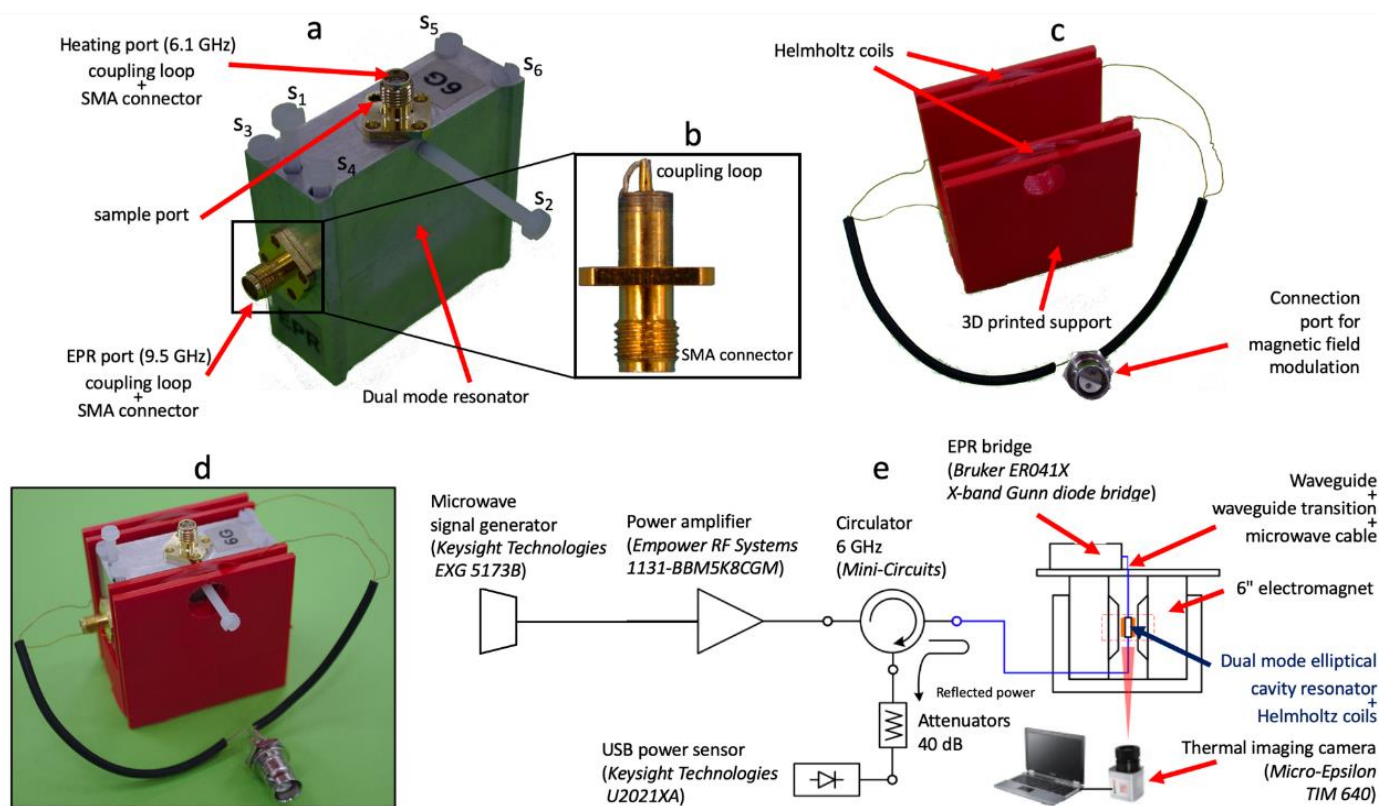 a
Heating port (6.1 GHz)
coupling loop
+
SMA connector
s5
s6
s1
s3
s4
s2
6G
sample port
EPR
EPR port (9.5 GHz)
coupling loop
+
SMA connector
Dual mode resonator
b
coupling loop
SMA connector
c
Helmholtz coils
3D printed support
Connection
port for
magnetic field
modulation
d
6G
e
Microwave
signal generator
(Keysight Technologies
EXG 5173B)
Power amplifier
(Empower RF Systems
1131-BBM5K8CGM)
Circulator
6 GHz
(Mini-Circuits)
EPR bridge
(Bruker ER041X
X-band Gunn diode bridge)
Waveguide
+
waveguide transition
+
microwave cable
6" electromagnet
Dual mode elliptical
cavity resonator
+
Helmholtz coils
Reflected power
Attenuators
40 dB
USB power sensor
(Keysight Technologies
U2021XA)
Thermal imaging camera
(Micro-Epsilon
TIM 640)